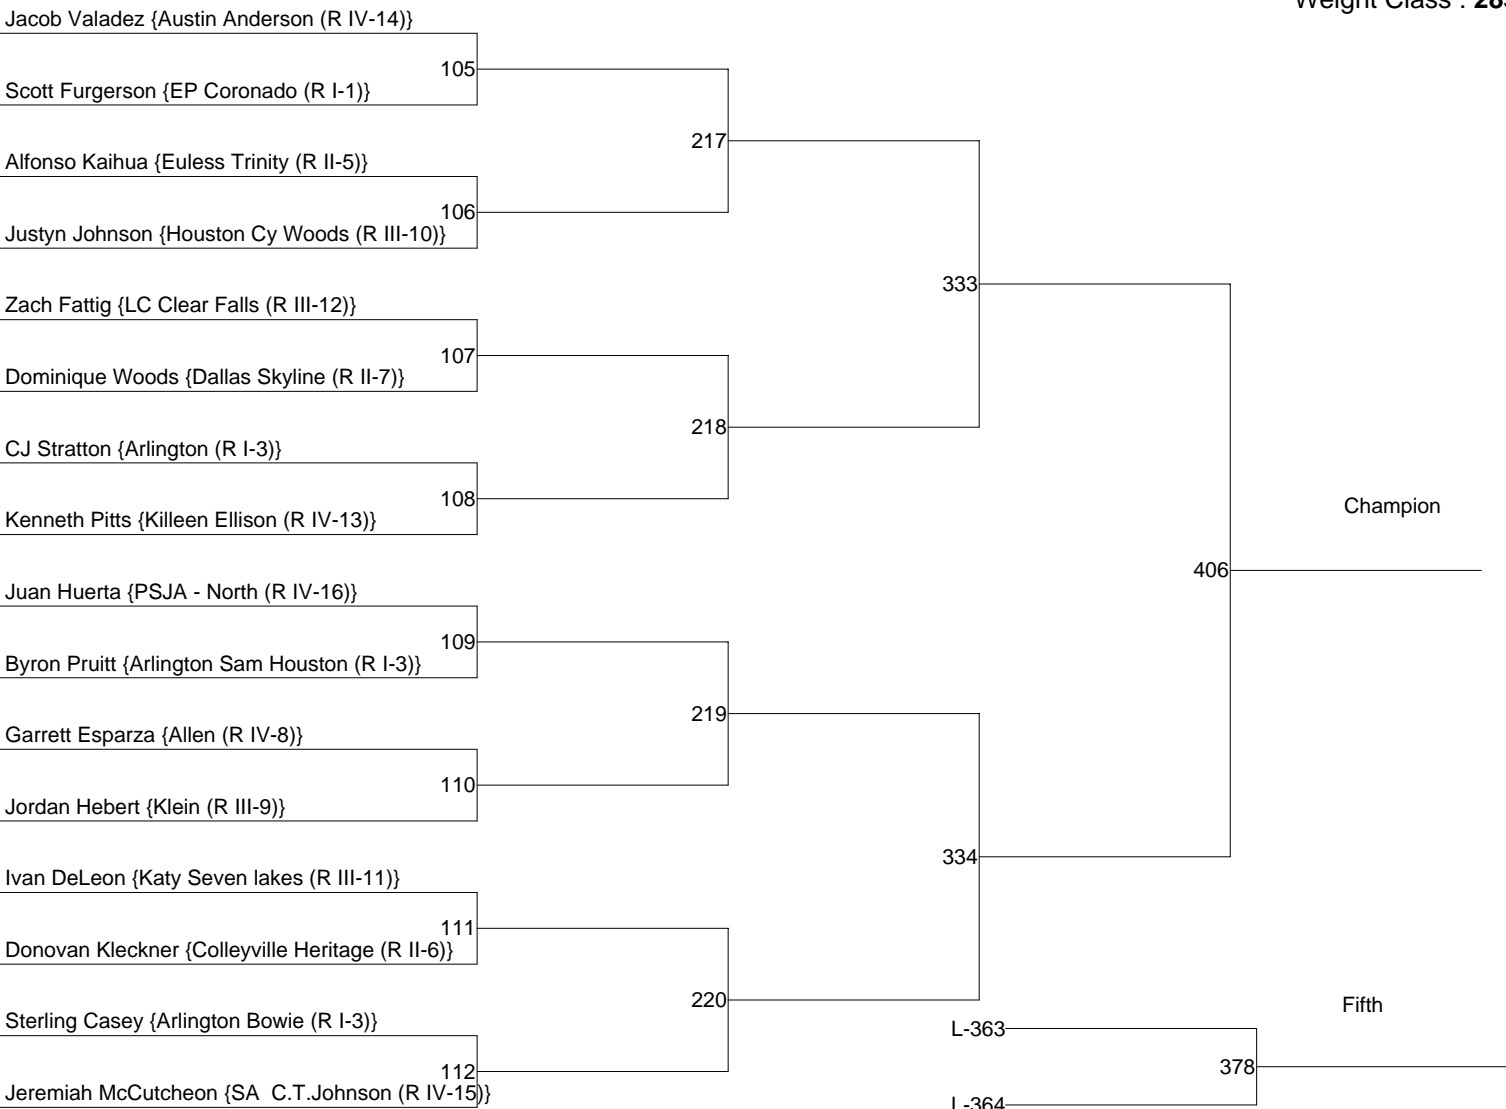 Weight Class : 28
Jacob Valadez {Austin Anderson (R IV-14)}
105
Scott Furgerson {EP Coronado (R I-1)}
217
Alfonso Kaihua {Euless Trinity (R II-5)}
106
Justyn Johnson {Houston Cy Woods (R III-10)}
333
Zach Fattig {LC Clear Falls (R III-12)}
107
Dominique Woods {Dallas Skyline (R II-7)}
218
CJ Stratton {Arlington (R I-3)}
108
Champion
Kenneth Pitts {Killeen Ellison (R IV-13)}
406
Juan Huerta {PSJA - North (R IV-16)}
109
Byron Pruitt {Arlington Sam Houston (R I-3)}
219
Garrett Esparza {Allen (R IV-8)}
110
Jordan Hebert {Klein (R III-9)}
334
Ivan DeLeon {Katy Seven lakes (R III-11)}
111
Donovan Kleckner {Colleyville Heritage (R II-6)}
220
Fifth
Sterling Casey {Arlington Bowie (R I-3)}
L-363
112
378
Jeremiah McCutcheon {SA C.T.Johnson (R IV-15)}
L-364